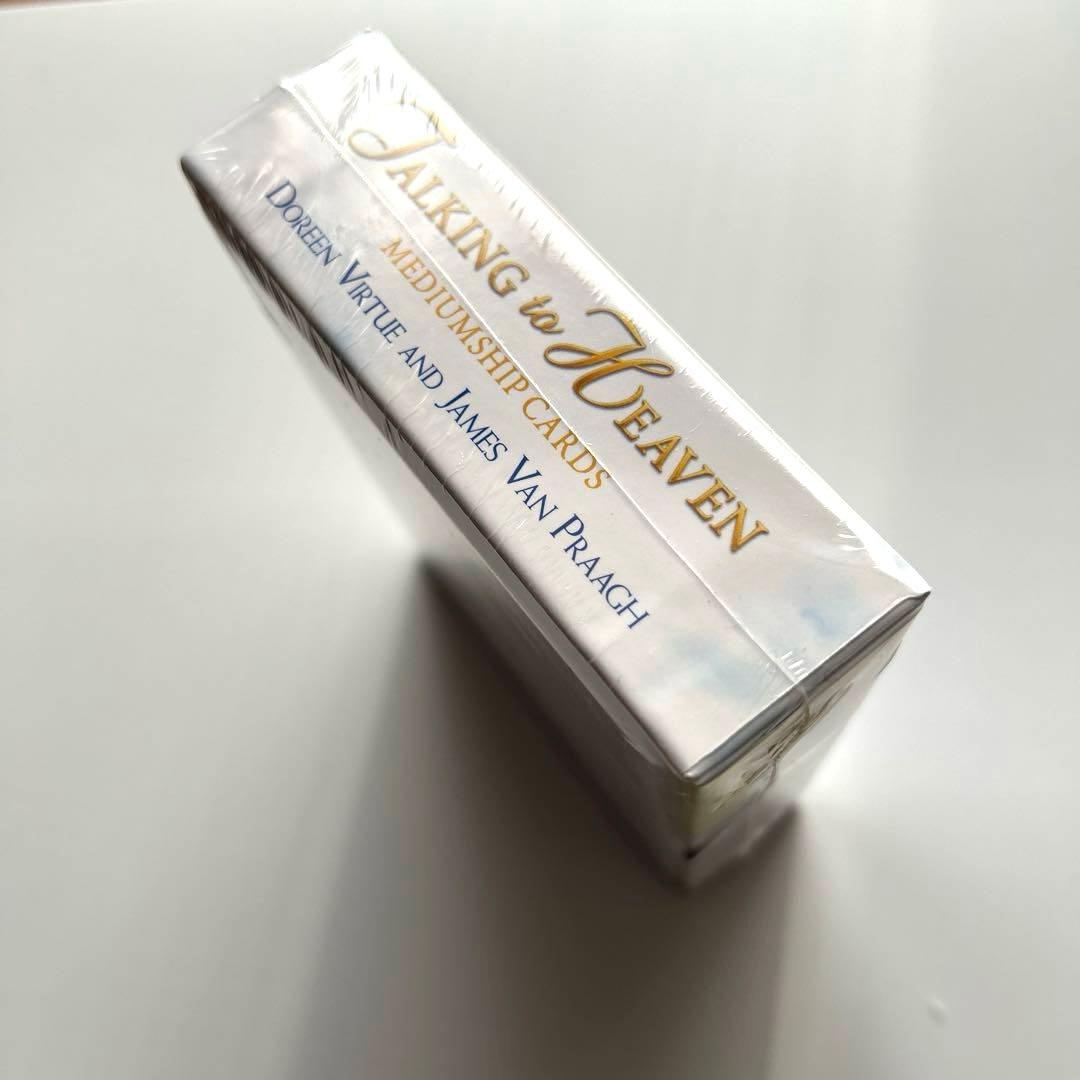 TALKING to HEAVEN
MEDIUMSHIP CARDS
DOREEN VIRTUE AND JAMES VAN PRAAGH